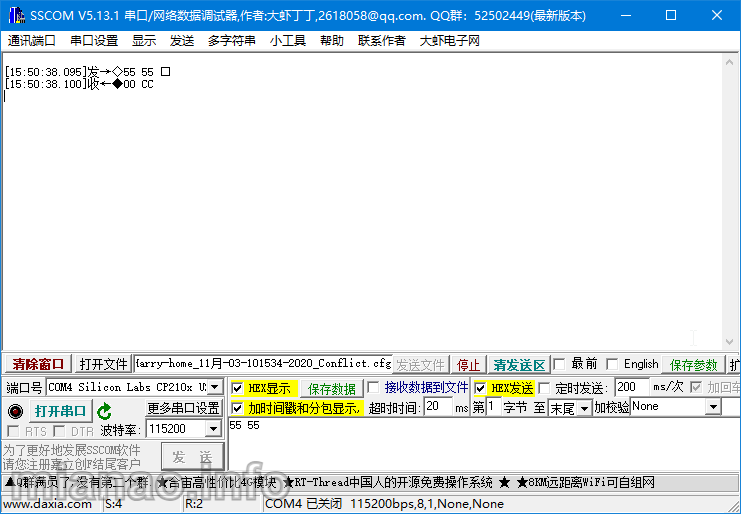 SSCOM V5.13.1 串口/网络数据调试器,作者:大虾丁丁,2618058@qq.com. QQ群: 52502449(最新版本)
通讯端口 串口设置 显示 发送 多字符串 小工具 帮助 联系作者 大虾电子网
[15:50:38.095]发→◇55 55 □
[15:50:38.100]收←◆00 CC
清除窗口 打开文件 arry-home_11月-03-101534-2020_Conflict.cfg 发送文件 停止 清发送区 最前 English 保存参数 扩
端口号 COM4 Silicon Labs CP210x HEX显示 保存数据 接收数据到文件 HEX发送 定时发送: 200 ms/次 加回车
打开串口 更多串口设置 加时间戳和分包显示, 超时时间: 20 ms 第 1 字节 至 末尾 加校验 None
RTS DTR 波特率: 115200
55 55
为了更好地发展SSCOM软件
请您注册嘉立创F结尾客户
发 送
▲QQ群满员了,没有第二个群 ★合宙高性价比4G模块 ★RT-Thread中国人的开源免费操作系统 ★ ★8KM远距离WiFi可自组网
mianao.info
www.daxia.com S:4 R:2 COM4 已关闭 115200bps,8,1,None,None